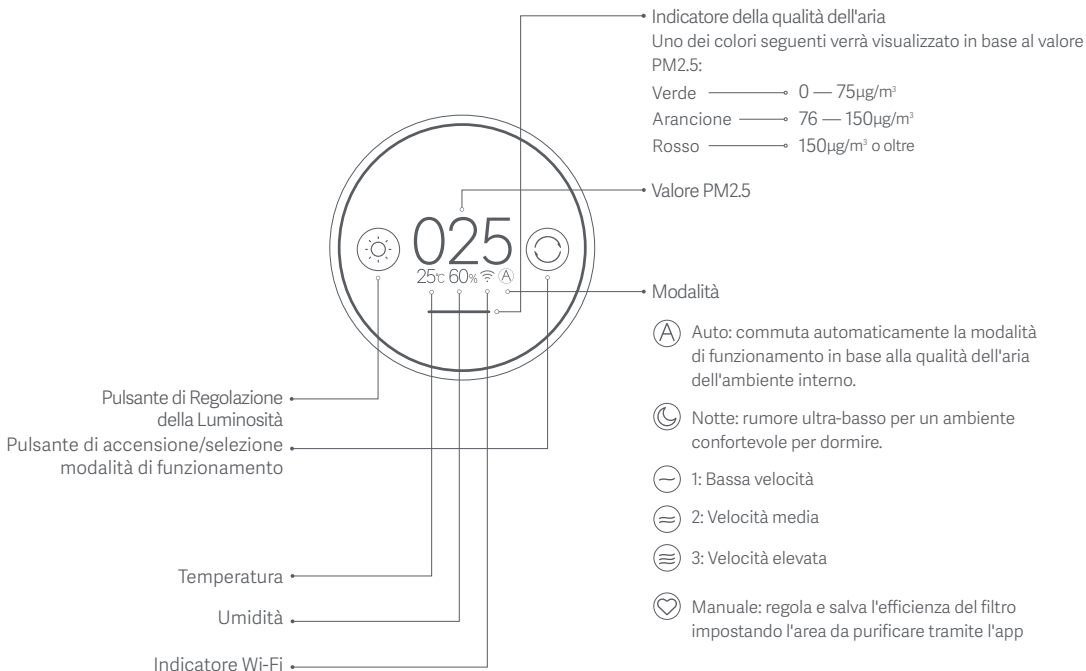 Indicatore della qualità dell'aria
Uno dei colori seguenti verrà visualizzato in base al valore
PM2.5:
Verde 0 — 75μg/m³
Arancione 76 — 150μg/m³
Rosso 150μg/m³ o oltre
Valore PM2.5
025
25℃ 60% A
Modalità
A Auto: commuta automaticamente la modalità
di funzionamento in base alla qualità dell'aria
dell'ambiente interno.
Notte: rumore ultra-basso per un ambiente
confortevole per dormire.
1: Bassa velocità
2: Velocità media
3: Velocità elevata
Manuale: regola e salva l'efficienza del filtro
impostando l'area da purificare tramite l'app
Pulsante di Regolazione
della Luminosità
Pulsante di accensione/selezione
modalità di funzionamento
Temperatura
Umidità
Indicatore Wi-Fi